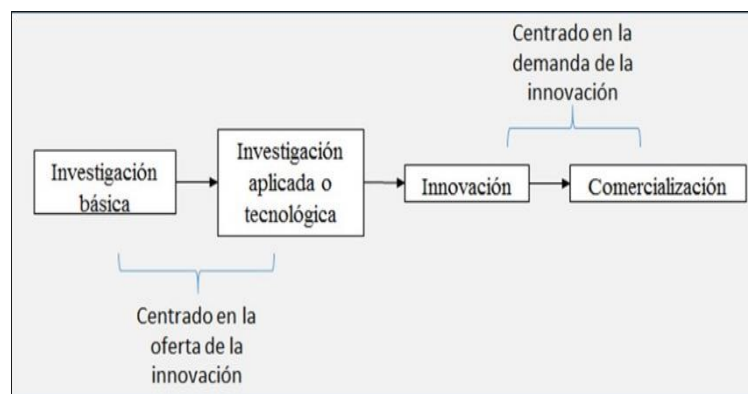 Centrado en la
demanda de la
innovación
Investigación
básica
Investigación
aplicada o
tecnológica
Innovación
Comercialización
Centrado en la
oferta de la
innovación